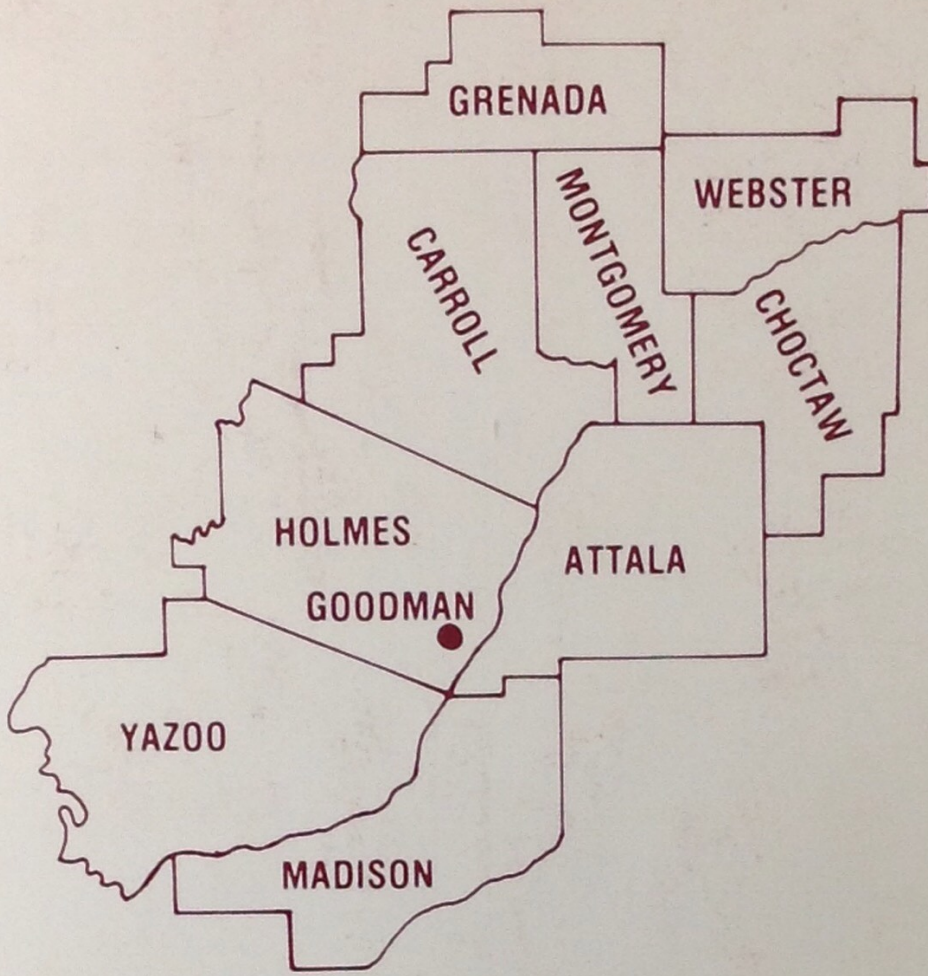 GRENADA
WEBSTER
MONTGOMERY
CARROLL
CHOCTAW
HOLMES
ATTALA
GOODMAN
YAZOO
MADISON